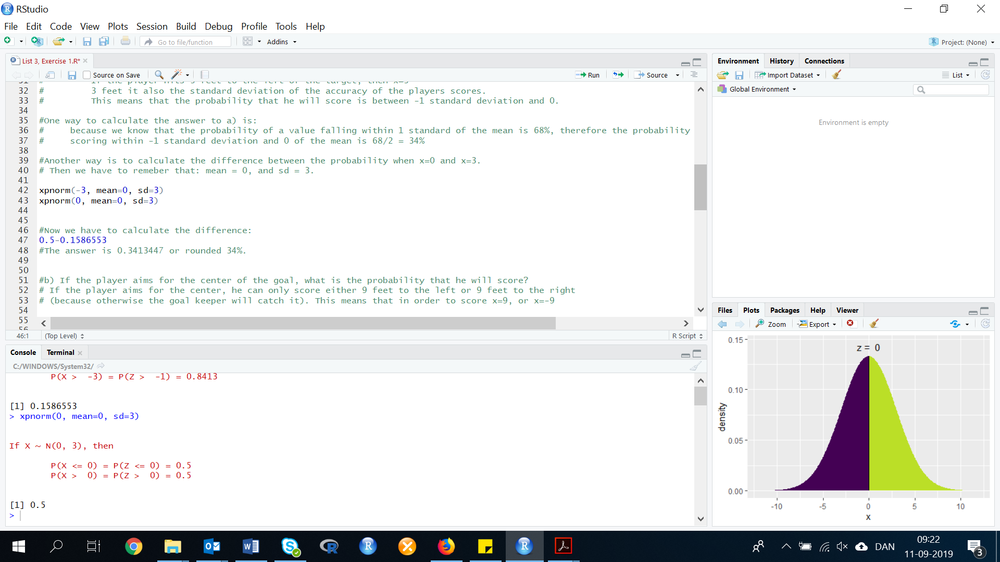 RStudio
File Edit Code View Plots Session Build Debug Profile Tools Help
Go to file/function Addins Project: (None)
List 3, Exercise 1.R*
Source on Save Run Source
32 # 3 feet it also the standard deviation of the accuracy of the players scores.
33 # This means that the probability that he will score is between -1 standard deviation and 0.
34
35 #One way to calculate the answer to a) is:
36 # because we know that the probability of a value falling within 1 standard of the mean is 68%, therefore the probability
37 # scoring within -1 standard deviation and 0 of the mean is 68/2 = 34%
38
39 #Another way is to calculate the difference between the probability when x=0 and x=3.
40 # Then we have to remeber that: mean = 0, and sd = 3.
41
42 xpnorm(-3, mean=0, sd=3)
43 xpnorm(0, mean=0, sd=3)
44
45
46 #Now we have to calculate the difference:
47 0.5-0.1586553
48 #The answer is 0.3413447 or rounded 34%.
49
50
51 #b) If the player aims for the center of the goal, what is the probability that he will score?
52 # If the player aims for the center, he can only score either 9 feet to the left or 9 feet to the right
53 # (because otherwise the goal keeper will catch it). This means that in order to score x=9, or x=-9
54
55
46:1 (Top Level) R Script
Console Terminal
C:/WINDOWS/System32/
P(X > -3) = P(Z > -1) = 0.8413
[1] 0.1586553
> xpnorm(0, mean=0, sd=3)
If X ~ N(0, 3), then
P(X <= 0) = P(Z <= 0) = 0.5
P(X > 0) = P(Z > 0) = 0.5
[1] 0.5
>
Environment History Connections
Import Dataset List
Global Environment
Environment is empty
Files Plots Packages Help Viewer
Zoom Export
z = 0
0.15
0.10
0.05
0.00
density
-10 -5 0 5 10
x
DAN
09:22
11-09-2019
3